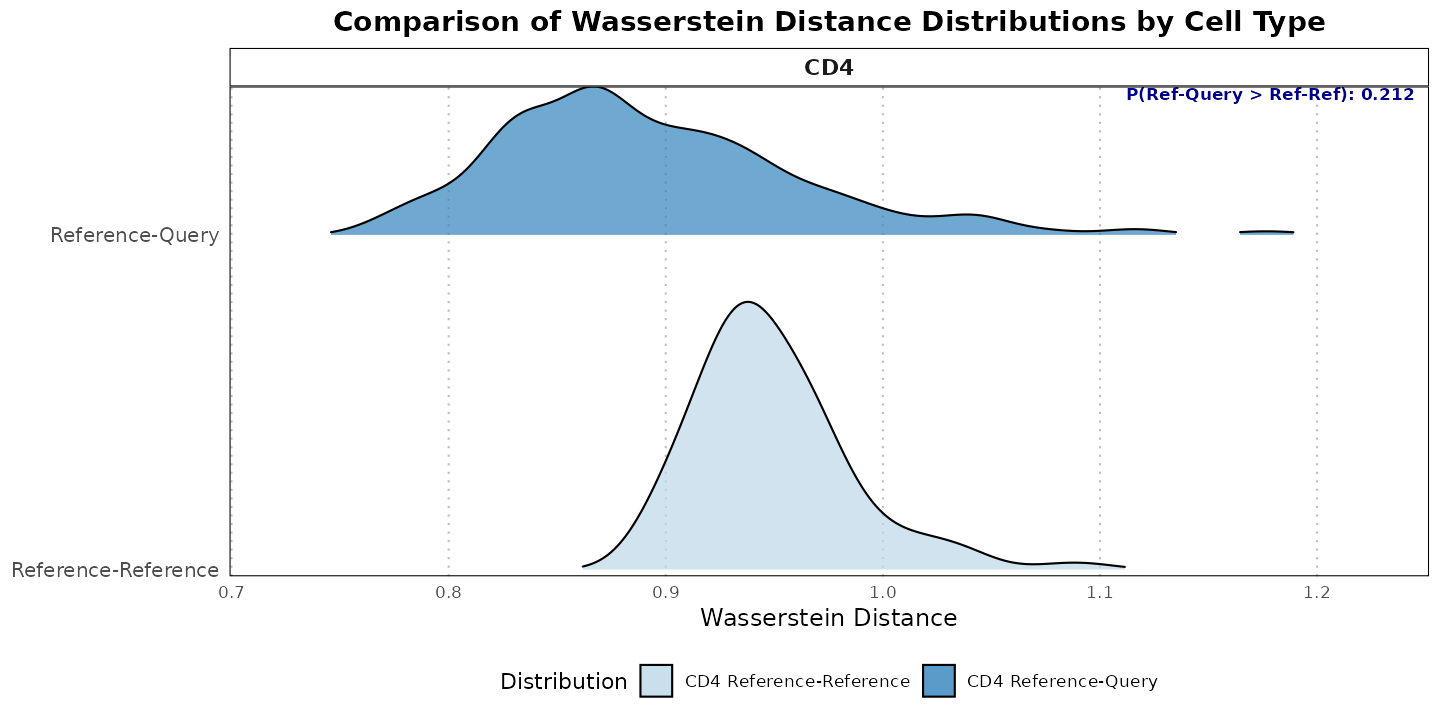 Comparison of Wasserstein Distance Distributions by Cell Type
CD4
P(Ref-Query > Ref-Ref): 0.212
Reference-Query
Reference-Reference
0.7 0.8 0.9 1.0 1.1 1.2
Wasserstein Distance
Distribution CD4 Reference-Reference CD4 Reference-Query